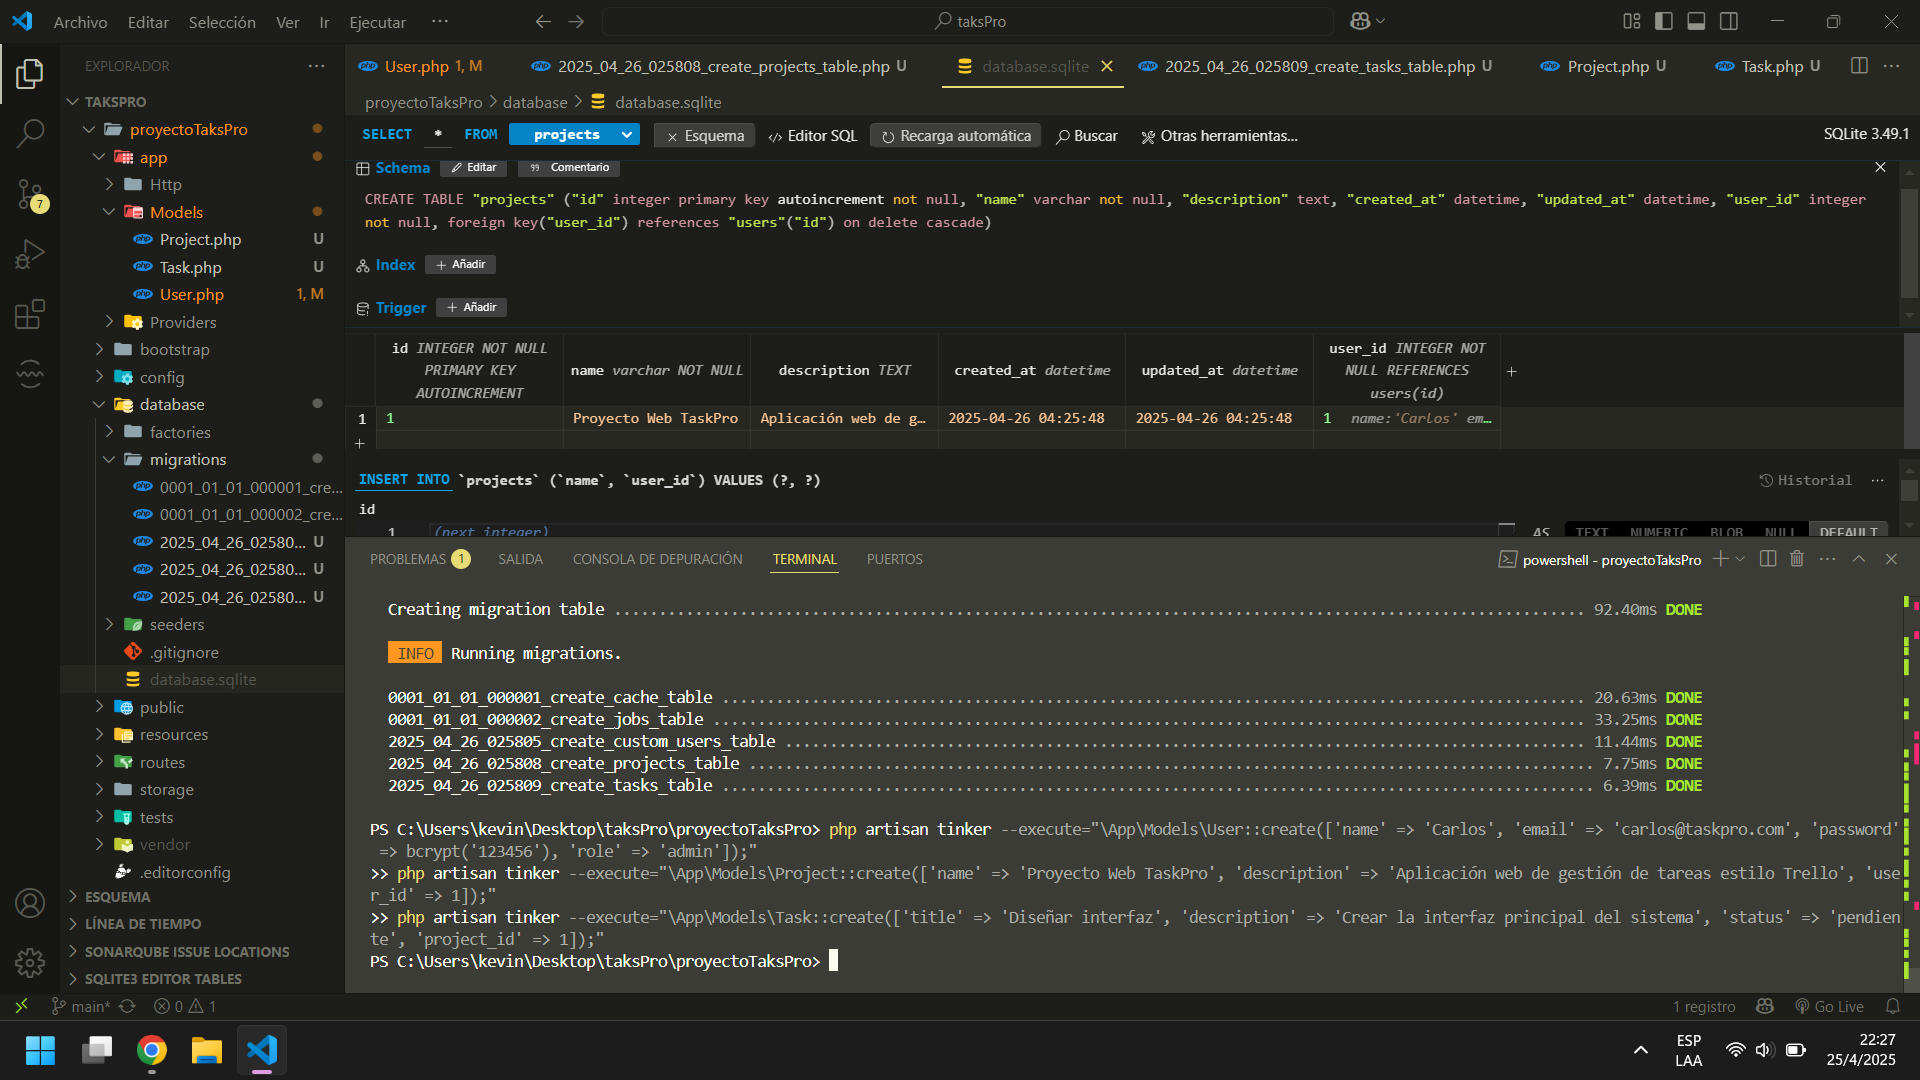 Archivo Editar Selección Ver Ir Ejecutar ··· taksPro
EXPLORADOR ···
TAKSPRO
proyectoTaksPro
app
Http
Models
Project.php U
Task.php U
User.php 1, M
Providers
bootstrap
config
database
factories
migrations
0001_01_01_000001_cre...
0001_01_01_000002_cre...
2025_04_26_02580... U
2025_04_26_02580... U
2025_04_26_02580... U
seeders
.gitignore
database.sqlite
public
resources
routes
storage
tests
vendor
.editorconfig
ESQUEMA
LÍNEA DE TIEMPO
SONARQUBE ISSUE LOCATIONS
SQLITE3 EDITOR TABLES
7
User.php 1, M 2025_04_26_025808_create_projects_table.php U database.sqlite 2025_04_26_025809_create_tasks_table.php U Project.php U Task.php U ···
proyectoTaksPro > database > database.sqlite
SELECT * FROM projects Esquema Editor SQL Recarga automática Buscar Otras herramientas... SQLite 3.49.1
Schema Editar Comentario
CREATE TABLE "projects" ("id" integer primary key autoincrement not null, "name" varchar not null, "description" text, "created_at" datetime, "updated_at" datetime, "user_id" integer
not null, foreign key("user_id") references "users"("id") on delete cascade)
Index + Añadir
Trigger + Añadir
id INTEGER NOT NULL PRIMARY KEY AUTOINCREMENT name varchar NOT NULL description TEXT created_at datetime updated_at datetime user_id INTEGER NOT NULL REFERENCES users(id) +
1 1 Proyecto Web TaskPro Aplicación web de g… 2025-04-26 04:25:48 2025-04-26 04:25:48 1 name:'Carlos' em…
+
INSERT INTO `projects` (`name`, `user_id`) VALUES (?, ?) Historial ···
id
1 (next integer) AS TEXT NUMERIC BLOB NULL DEFAULT
PROBLEMAS 1 SALIDA CONSOLA DE DEPURACIÓN TERMINAL PUERTOS powershell - proyectoTaksPro ···
Creating migration table ............................................................ 92.40ms DONE
INFO Running migrations.
0001_01_01_000001_create_cache_table ............................................................ 20.63ms DONE
0001_01_01_000002_create_jobs_table ............................................................ 33.25ms DONE
2025_04_26_025805_create_custom_users_table ............................................................ 11.44ms DONE
2025_04_26_025808_create_projects_table ............................................................ 7.75ms DONE
2025_04_26_025809_create_tasks_table ............................................................ 6.39ms DONE
PS C:\Users\kevin\Desktop\taksPro\proyectoTaksPro> php artisan tinker --execute="\App\Models\User::create(['name' => 'Carlos', 'email' => 'carlos@taskpro.com', 'password'
=> bcrypt('123456'), 'role' => 'admin']);"
>> php artisan tinker --execute="\App\Models\Project::create(['name' => 'Proyecto Web TaskPro', 'description' => 'Aplicación web de gestión de tareas estilo Trello', 'use
r_id' => 1]);"
>> php artisan tinker --execute="\App\Models\Task::create(['title' => 'Diseñar interfaz', 'description' => 'Crear la interfaz principal del sistema', 'status' => 'pendien
te', 'project_id' => 1]);"
PS C:\Users\kevin\Desktop\taksPro\proyectoTaksPro>
main* 0 1 1 registro Go Live
ESP LAA 22:27 25/4/2025